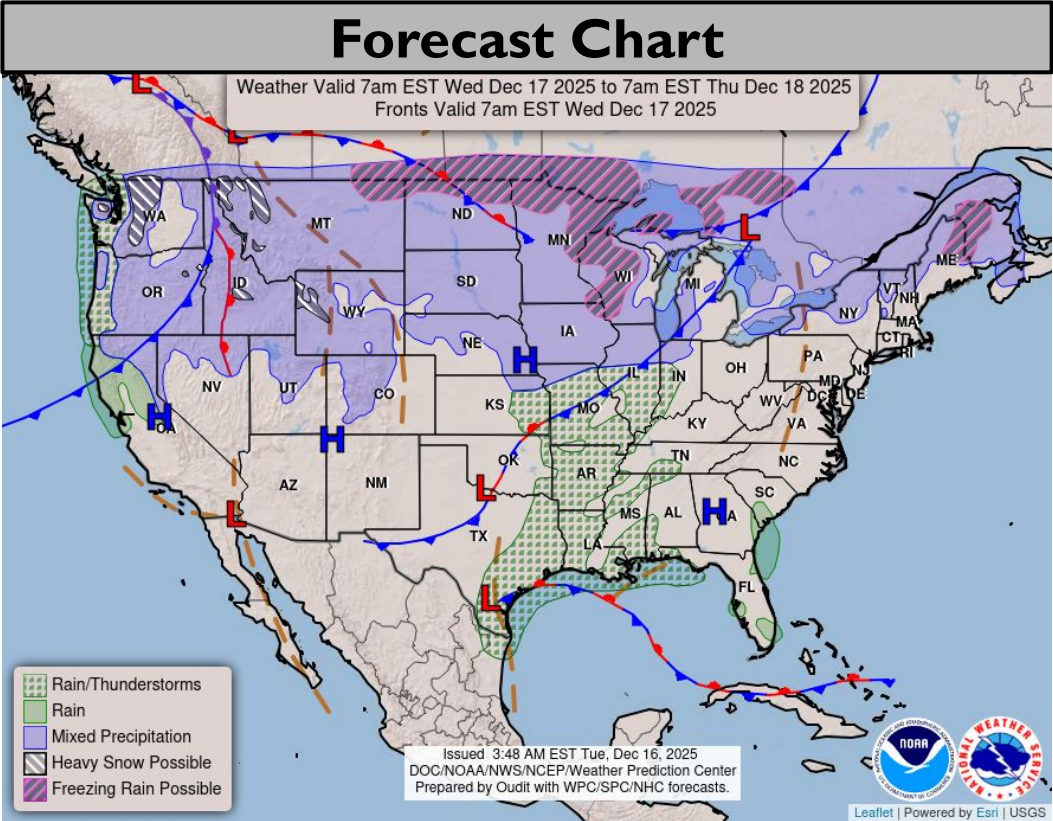 Forecast Chart
Weather Valid 7am EST Wed Dec 17 2025 to 7am EST Thu Dec 18 2025
Fronts Valid 7am EST Wed Dec 17 2025
L
L
WA
MT
ND
MN
L
ME
OR
ID
WY
SD
WI
MI
VT
NH
NY
MA
CT
RI
IA
NE
H
NV
UT
CO
IL
IN
OH
PA
NJ
MD
DE
DC
WV
VA
KS
MO
KY
H
CA
H
OK
TN
NC
AZ
NM
L
AR
SC
L
TX
MS
AL
H
A
LA
L
FL
Rain/Thunderstorms
Rain
Mixed Precipitation
Heavy Snow Possible
Freezing Rain Possible
Issued 3:48 AM EST Tue, Dec 16, 2025
DOC/NOAA/NWS/NCEP/Weather Prediction Center
Prepared by Oudit with WPC/SPC/NHC forecasts.
NOAA
NATIONAL WEATHER SERVICE
Leaflet | Powered by Esri | USGS